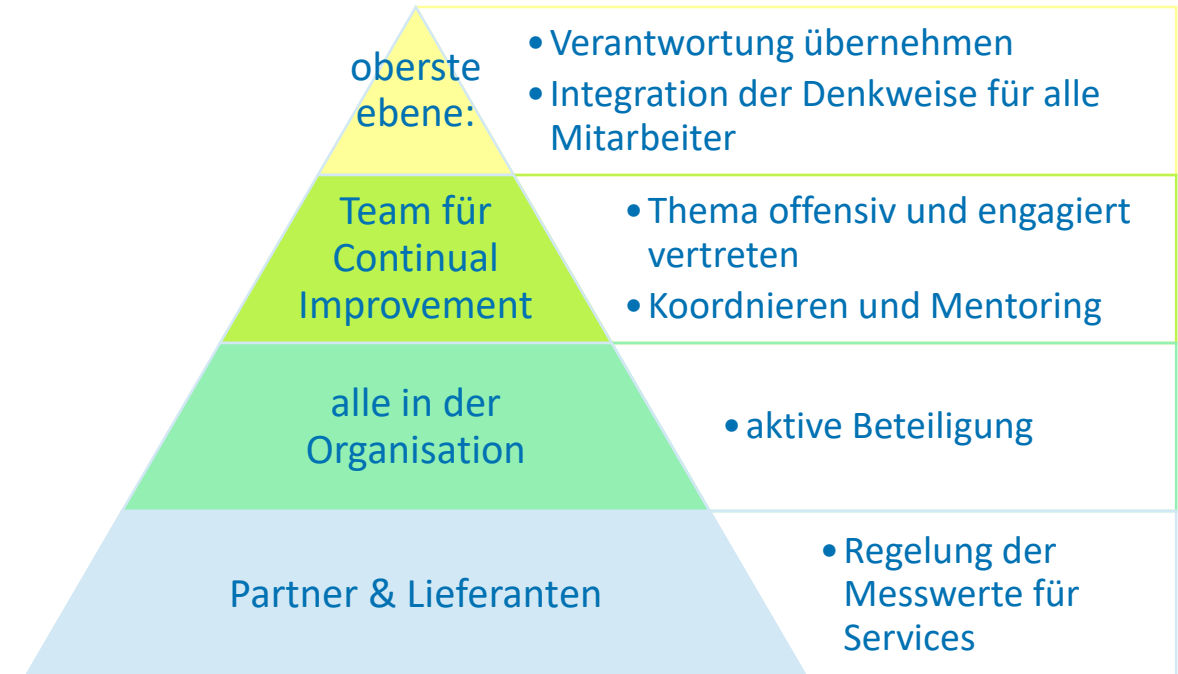 oberste
ebene:
• Verantwortung übernehmen
• Integration der Denkweise für alle
Mitarbeiter
Team für
Continual
Improvement
• Thema offensiv und engagiert
vertreten
• Koordnieren und Mentoring
alle in der
Organisation
• aktive Beteiligung
Partner & Lieferanten
• Regelung der
Messwerte für
Services